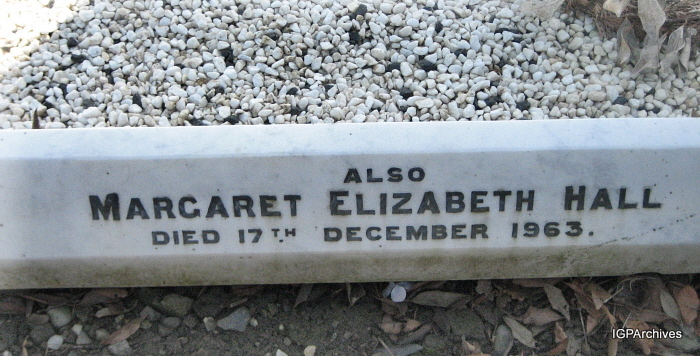 ALSO
MARGARET ELIZABETH HALL
DIED 17TH DECEMBER 1963.
IGPArchives